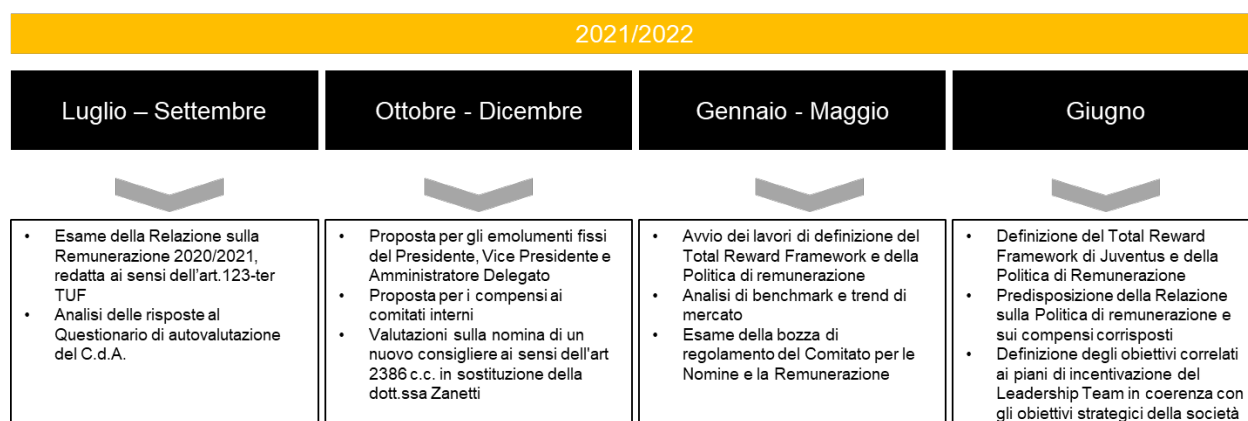 2021/2022
Luglio – Settembre
Ottobre - Dicembre
Gennaio - Maggio
Giugno
• Esame della Relazione sulla
Remunerazione 2020/2021,
redatta ai sensi dell'art.123-ter
TUF
• Analisi delle risposte al
Questionario di autovalutazione
del C.d.A.
• Proposta per gli emolumenti fissi
del Presidente, Vice Presidente e
Amministratore Delegato
• Proposta per i compensi ai
comitati interni
• Valutazioni sulla nomina di un
nuovo consigliere ai sensi dell'art
2386 c.c. in sostituzione della
dott.ssa Zanetti
• Avvio dei lavori di definizione del
Total Reward Framework e della
Politica di remunerazione
• Analisi di benchmark e trend di
mercato
• Esame della bozza di
regolamento del Comitato per le
Nomine e la Remunerazione
• Definizione del Total Reward
Framework di Juventus e della
Politica di Remunerazione
• Predisposizione della Relazione
sulla Politica di remunerazione e
sui compensi corrisposti
• Definizione degli obiettivi correlati
ai piani di incentivazione del
Leadership Team in coerenza con
gli obiettivi strategici della società